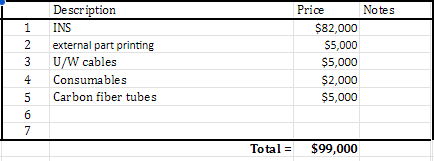 Description Price Notes
1 INS $82,000
2 external part printing $5,000
3 U/W cables $5,000
4 Consumables $2,000
5 Carbon fiber tubes $5,000
6
7
Total = $99,000